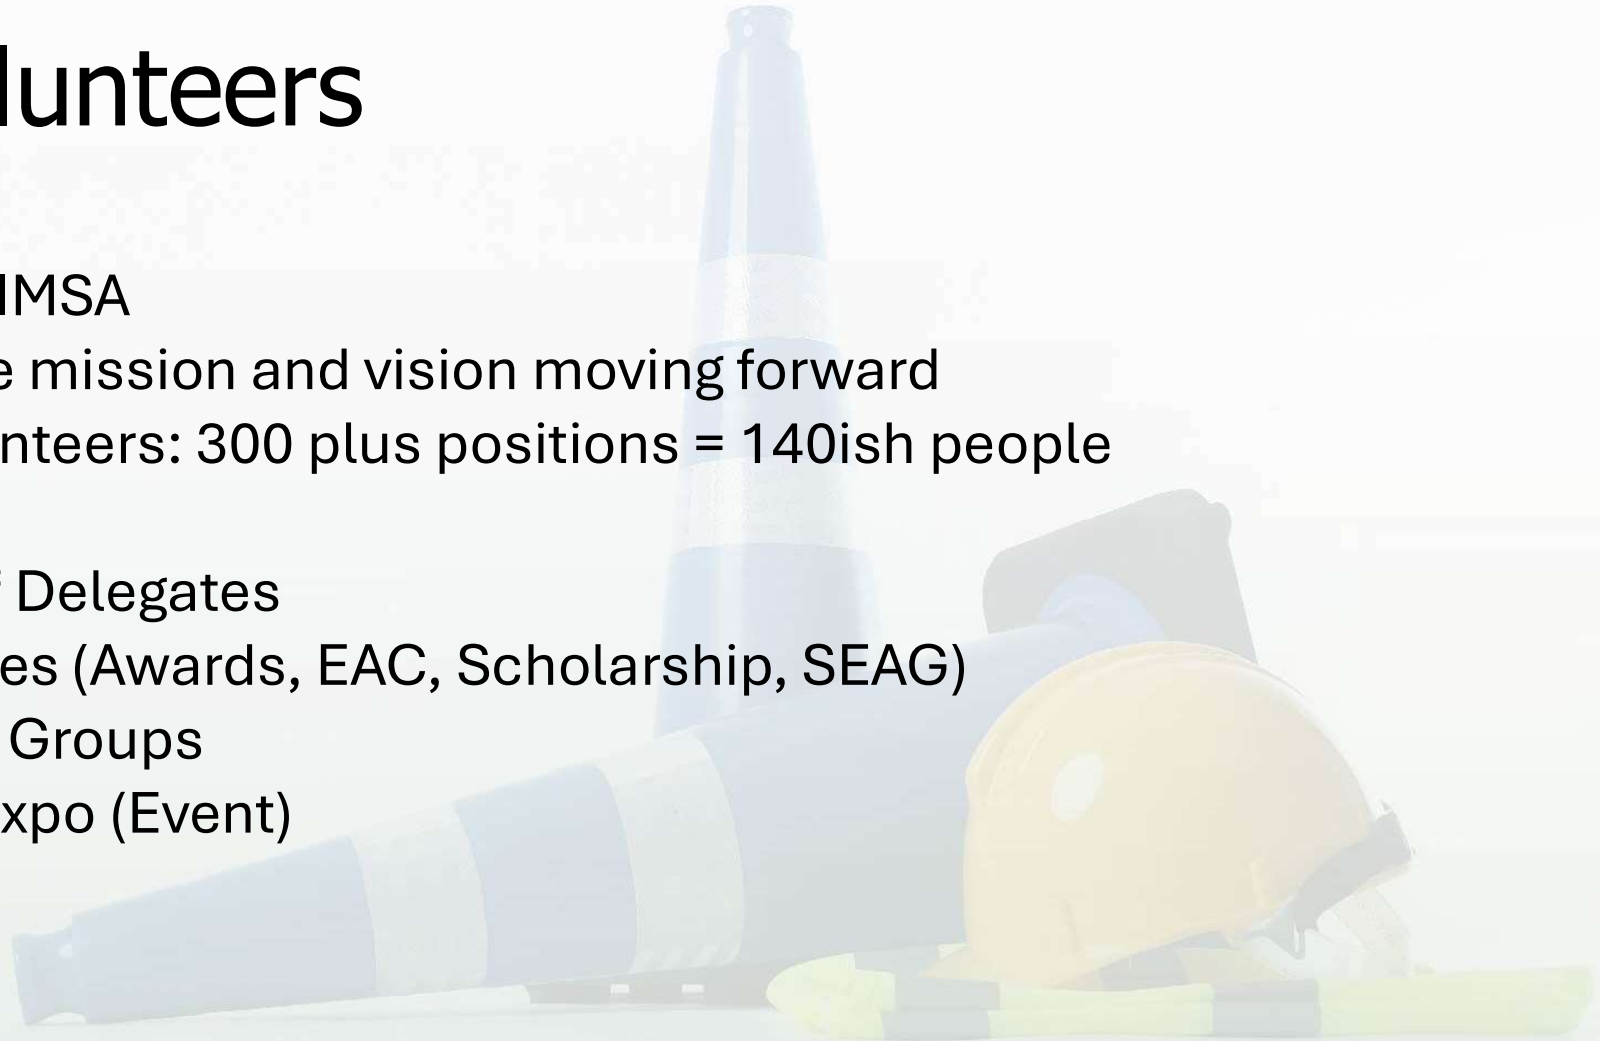 lunteers
IMSA
e mission and vision moving forward
nteers: 300 plus positions = 140ish people
Delegates
es (Awards, EAC, Scholarship, SEAG)
Groups
xpo (Event)